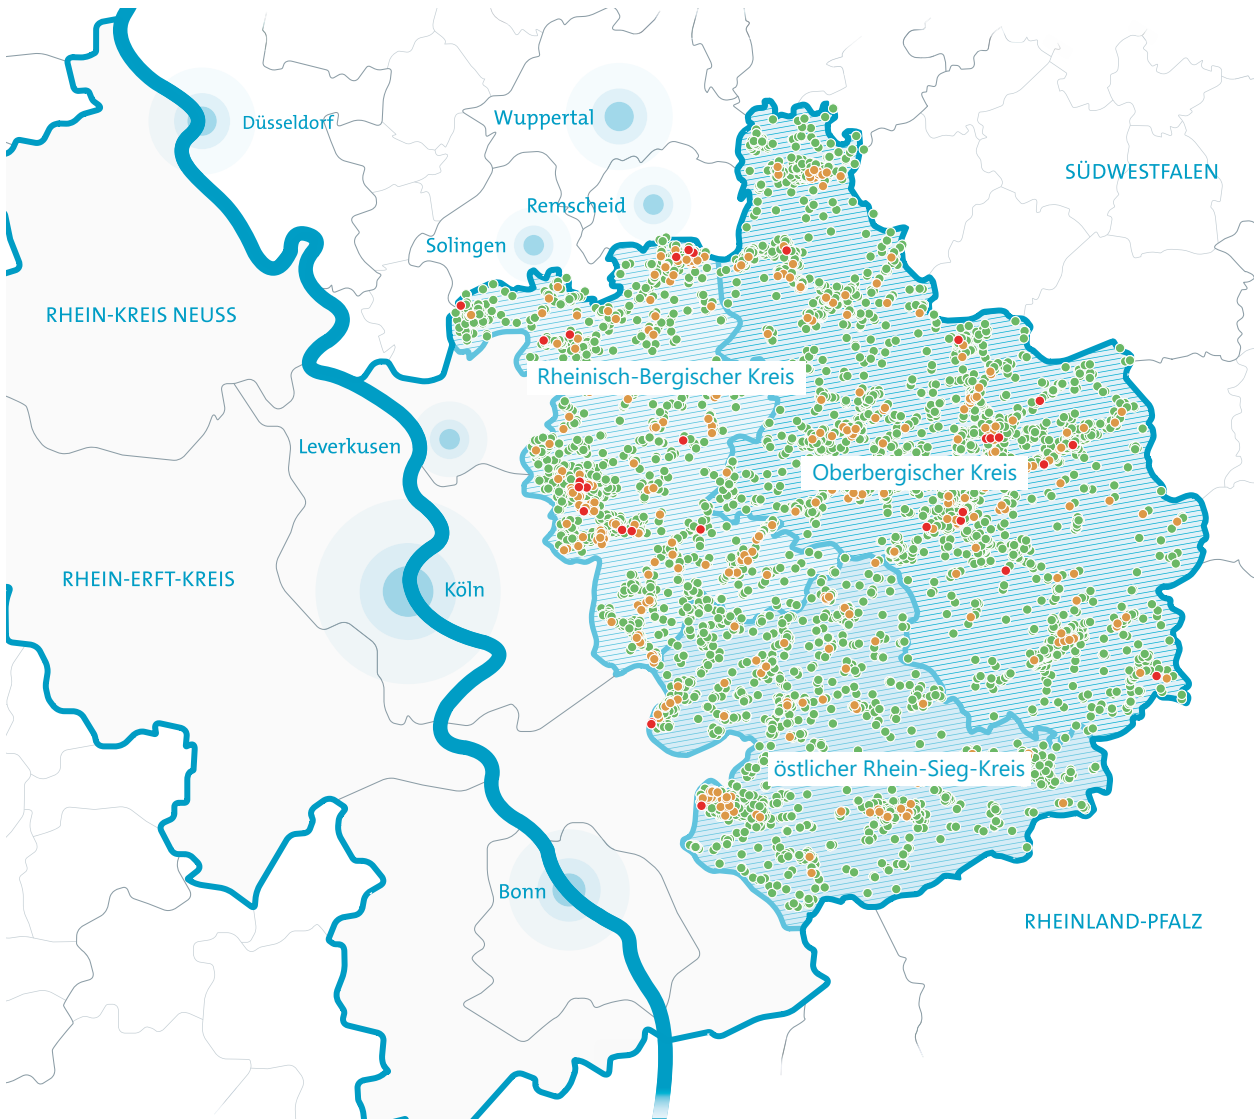 Düsseldorf
Wuppertal
SÜDWESTFALEN
Remscheid
Solingen
RHEIN-KREIS NEUSS
Rheinisch-Bergischer Kreis
Leverkusen
Oberbergischer Kreis
RHEIN-ERFT-KREIS
Köln
östlicher Rhein-Sieg-Kreis
Bonn
RHEINLAND-PFALZ